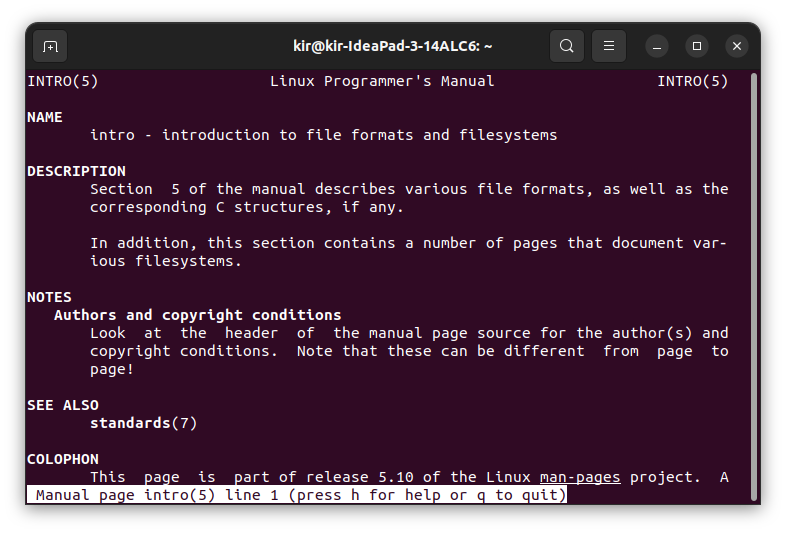 kir@kir-IdeaPad-3-14ALC6: ~
INTRO(5) Linux Programmer's Manual INTRO(5)
NAME
intro - introduction to file formats and filesystems
DESCRIPTION
Section  5 of the manual describes various file formats, as well as the
corresponding C structures, if any.
In addition, this section contains a number of pages that document var-
ious filesystems.
NOTES
Authors and copyright conditions
Look  at  the  header  of  the manual page source for the author(s) and
copyright conditions.  Note that these can be different  from  page  to
page!
SEE ALSO
standards(7)
COLOPHON
This  page  is  part of release 5.10 of the Linux man-pages project.  A
Manual page intro(5) line 1 (press h for help or q to quit)